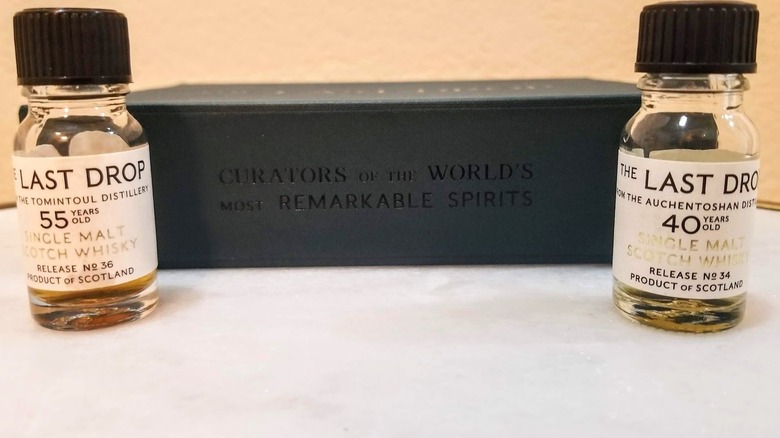 THE
LAST DROP
THE TOMINTOUL DISTILLERY
55 YEARS OLD
SINGLE MALT
SCOTCH WHISKY
RELEASE Nº 36
PRODUCT OF SCOTLAND
CURATORS OF THE WORLD'S
MOST REMARKABLE SPIRITS
THE LAST DRO
OM THE AUCHENTOSHAN DISTI
40 YEARS OLD
SINGLE MALT
SCOTCH WHISKY
RELEASE Nº 34
PRODUCT OF SCOTLAND